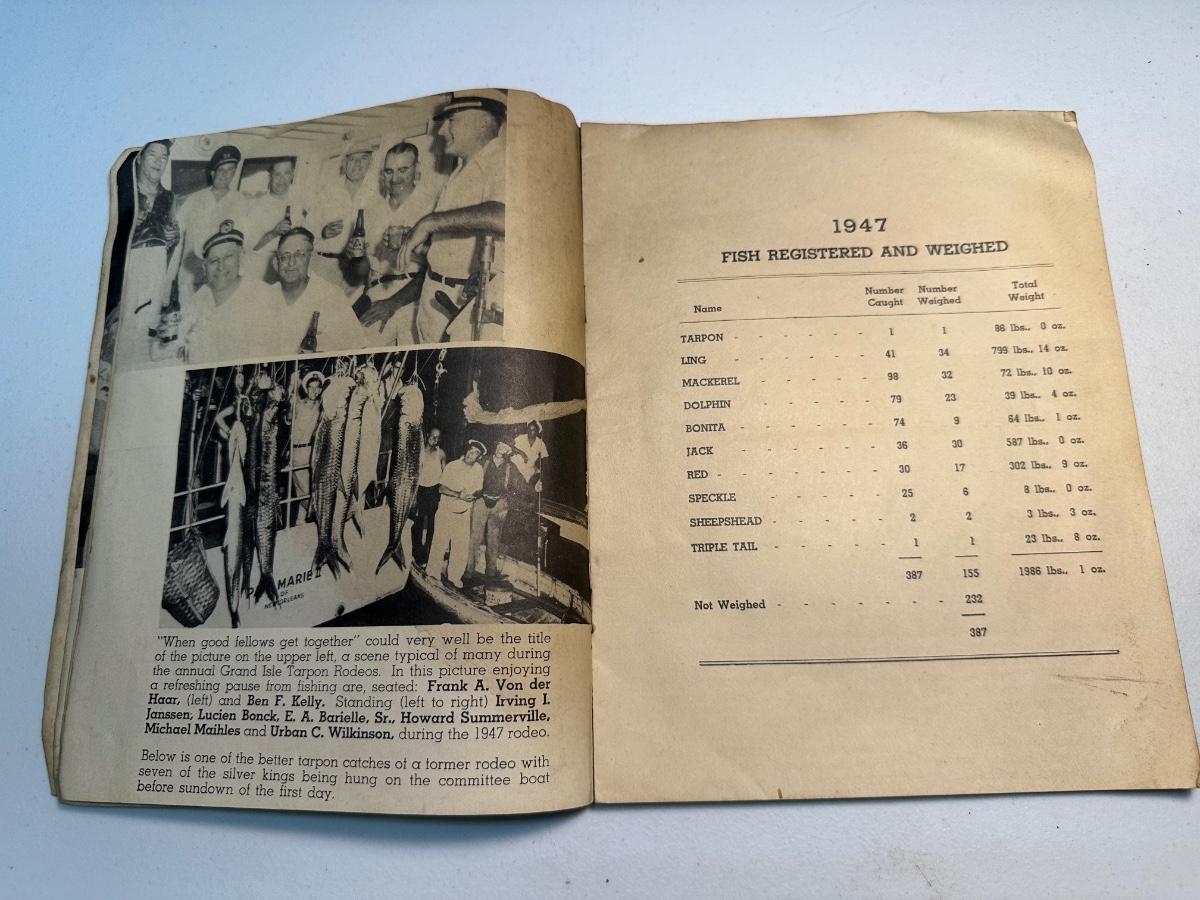 MARIE II
OF
NEW ORLEANS
"When good fellows get together" could very well be the title
of the picture on the upper left, a scene typical of many during
the annual Grand Isle Tarpon Rodeos. In this picture enjoying
a refreshing pause from fishing are, seated: Frank A. Von der
Haar, (left) and Ben F. Kelly. Standing (left to right) Irving I.
Janssen, Lucien Bonck, E. A. Barielle, Sr., Howard Summerville,
Michael Maihles and Urban C. Wilkinson, during the 1947 rodeo.
Below is one of the better tarpon catches of a former rodeo with
seven of the silver kings being hung on the committee boat
before sundown of the first day.
1947
FISH REGISTERED AND WEIGHED
Name Number Caught Number Weighed Total Weight
TARPON - - - - - 1 1 86 lbs., 0 oz.
LING - - - - - 41 34 799 lbs., 14 oz.
MACKEREL - - - - - 98 32 72 lbs., 10 oz.
DOLPHIN - - - - - 79 23 39 lbs., 4 oz.
BONITA - - - - - - 74 9 64 lbs., 1 oz.
JACK - - - - - 36 30 587 lbs., 0 oz.
RED - - - - - - 30 17 302 lbs., 9 oz.
SPECKLE - - - - - 25 6 8 lbs., 0 oz.
SHEEPSHEAD - - - - - 2 2 3 lbs., 3 oz.
TRIPLE TAIL - - - - - 1 1 23 lbs., 8 oz.
387 155 1986 lbs., 1 oz.
Not Weighed - - - - - - - 232
387